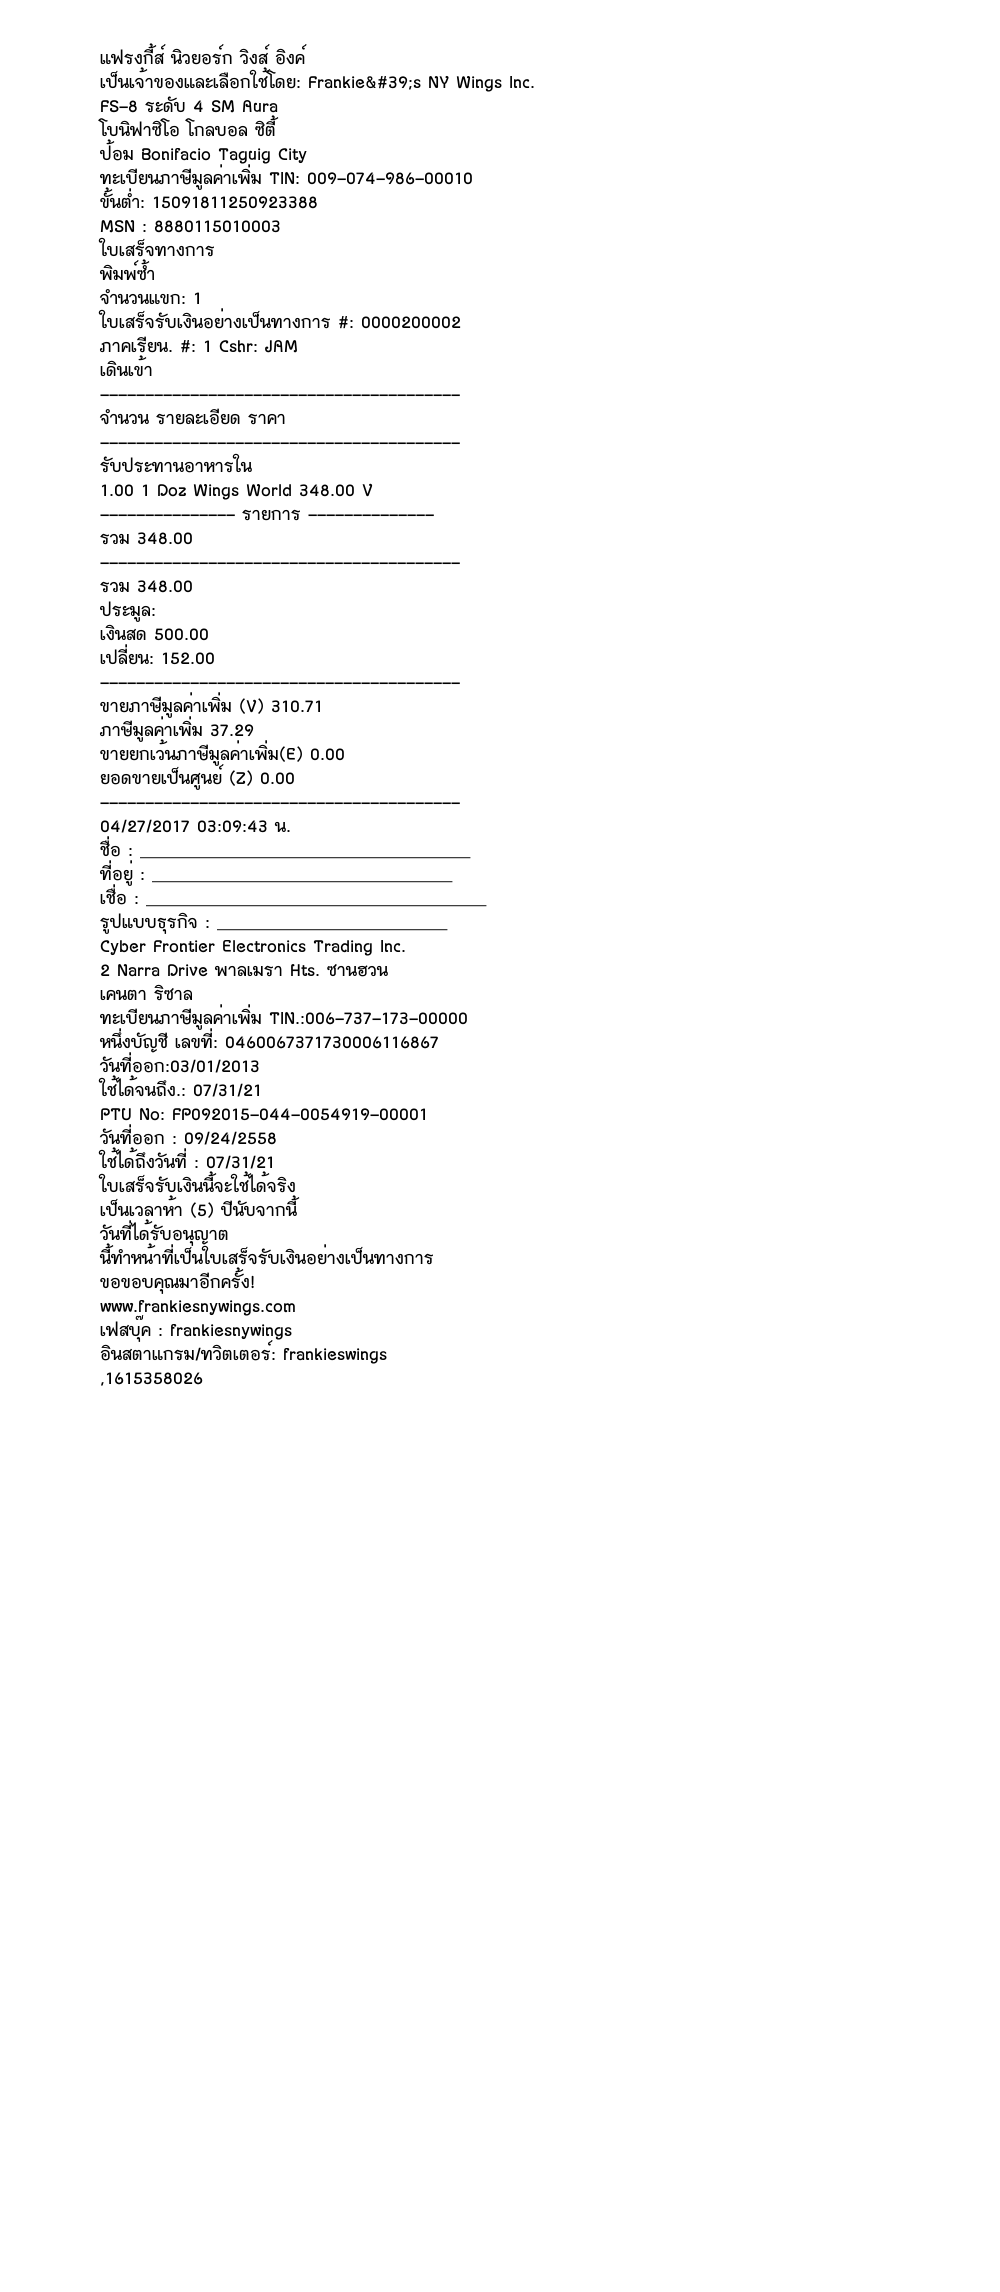 แฟรงกี้ส์ นิวยอร์ก วิงส์ อิงค์
เป็นเจ้าของและเลือกใช้โดย: Frankie&#39;s NY Wings Inc.
FS-8 ระดับ 4 SM Aura
โบนิฟาซิโอ โกลบอล ซิตี้
ป้อม Bonifacio Taguig City
ทะเบียนภาษีมูลค่าเพิ่ม TIN: 009-074-986-00010
ขั้นต่ำ: 15091811250923388
MSN : 8880115010003
ใบเสร็จทางการ
พิมพ์ซ้ำ
จำนวนแขก: 1
ใบเสร็จรับเงินอย่างเป็นทางการ #: 0000200002
ภาคเรียน. #: 1 Cshr: JAM
เดินเข้า
----------------------------------------
จำนวน รายละเอียด ราคา
----------------------------------------
รับประทานอาหารใน
1.00 1 Doz Wings World 348.00 V
--------------- รายการ --------------
รวม 348.00
----------------------------------------
รวม 348.00
ประมูล:
เงินสด 500.00
เปลี่ยน: 152.00
----------------------------------------
ขายภาษีมูลค่าเพิ่ม (V) 310.71
ภาษีมูลค่าเพิ่ม 37.29
ขายยกเว้นภาษีมูลค่าเพิ่ม(E) 0.00
ยอดขายเป็นศูนย์ (Z) 0.00
----------------------------------------
04/27/2017 03:09:43 น.
ชื่อ : _________________________________
ที่อยู่ : ______________________________
เชื่อ : __________________________________
รูปแบบธุรกิจ : _______________________
Cyber Frontier Electronics Trading Inc.
2 Narra Drive พาลเมรา Hts. ซานฮวน
เคนตา ริซาล
ทะเบียนภาษีมูลค่าเพิ่ม TIN.:006-737-173-00000
หนึ่งบัญชี เลขที่: 0460067371730006116867
วันที่ออก:03/01/2013
ใช้ได้จนถึง.: 07/31/21
PTU No: FP092015-044-0054919-00001
วันที่ออก : 09/24/2558
ใช้ได้ถึงวันที่ : 07/31/21
ใบเสร็จรับเงินนี้จะใช้ได้จริง
เป็นเวลาห้า (5) ปีนับจากนี้
วันที่ได้รับอนุญาต
นี้ทำหน้าที่เป็นใบเสร็จรับเงินอย่างเป็นทางการ
ขอขอบคุณมาอีกครั้ง!
www.frankiesnywings.com
เฟสบุ๊ค : frankiesnywings
อินสตาแกรม/ทวิตเตอร์: frankieswings
,1615358026